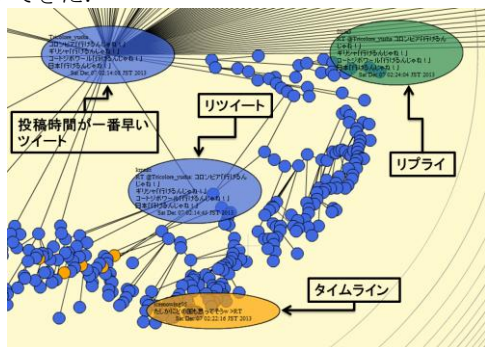 できた.
Tricolore_yusha
コロンビア「行けるんじゃね！」
ギリシャ「行けるんじゃね！」
コートジボワール「行けるんじゃね！」
日本「行けるんじゃね！」
Sat Dec 07 02:14:03 JST 2013
RT @Tricolore_yusha: コロンビア「行けるん
じゃね！」
ギリシャ「行けるんじゃね！」
コートジボワール「行けるんじゃね！」
日本「行けるんじゃね！」
Sat Dec 07 02:24:04 JST 2013
投稿時間が一番早い
ツイート
リツイート
リプライ
RT @Tricolore_yusha: コロンビア「行けるん
じゃね！」
ギリシャ「行けるんじゃね！」
コートジボワール「行けるんじゃね！」
日本「行けるんじゃね！」
Sat Dec 07 02:14:43 JST 2013
タイムライン
Sat Dec 07 02:22:16 JST 2013